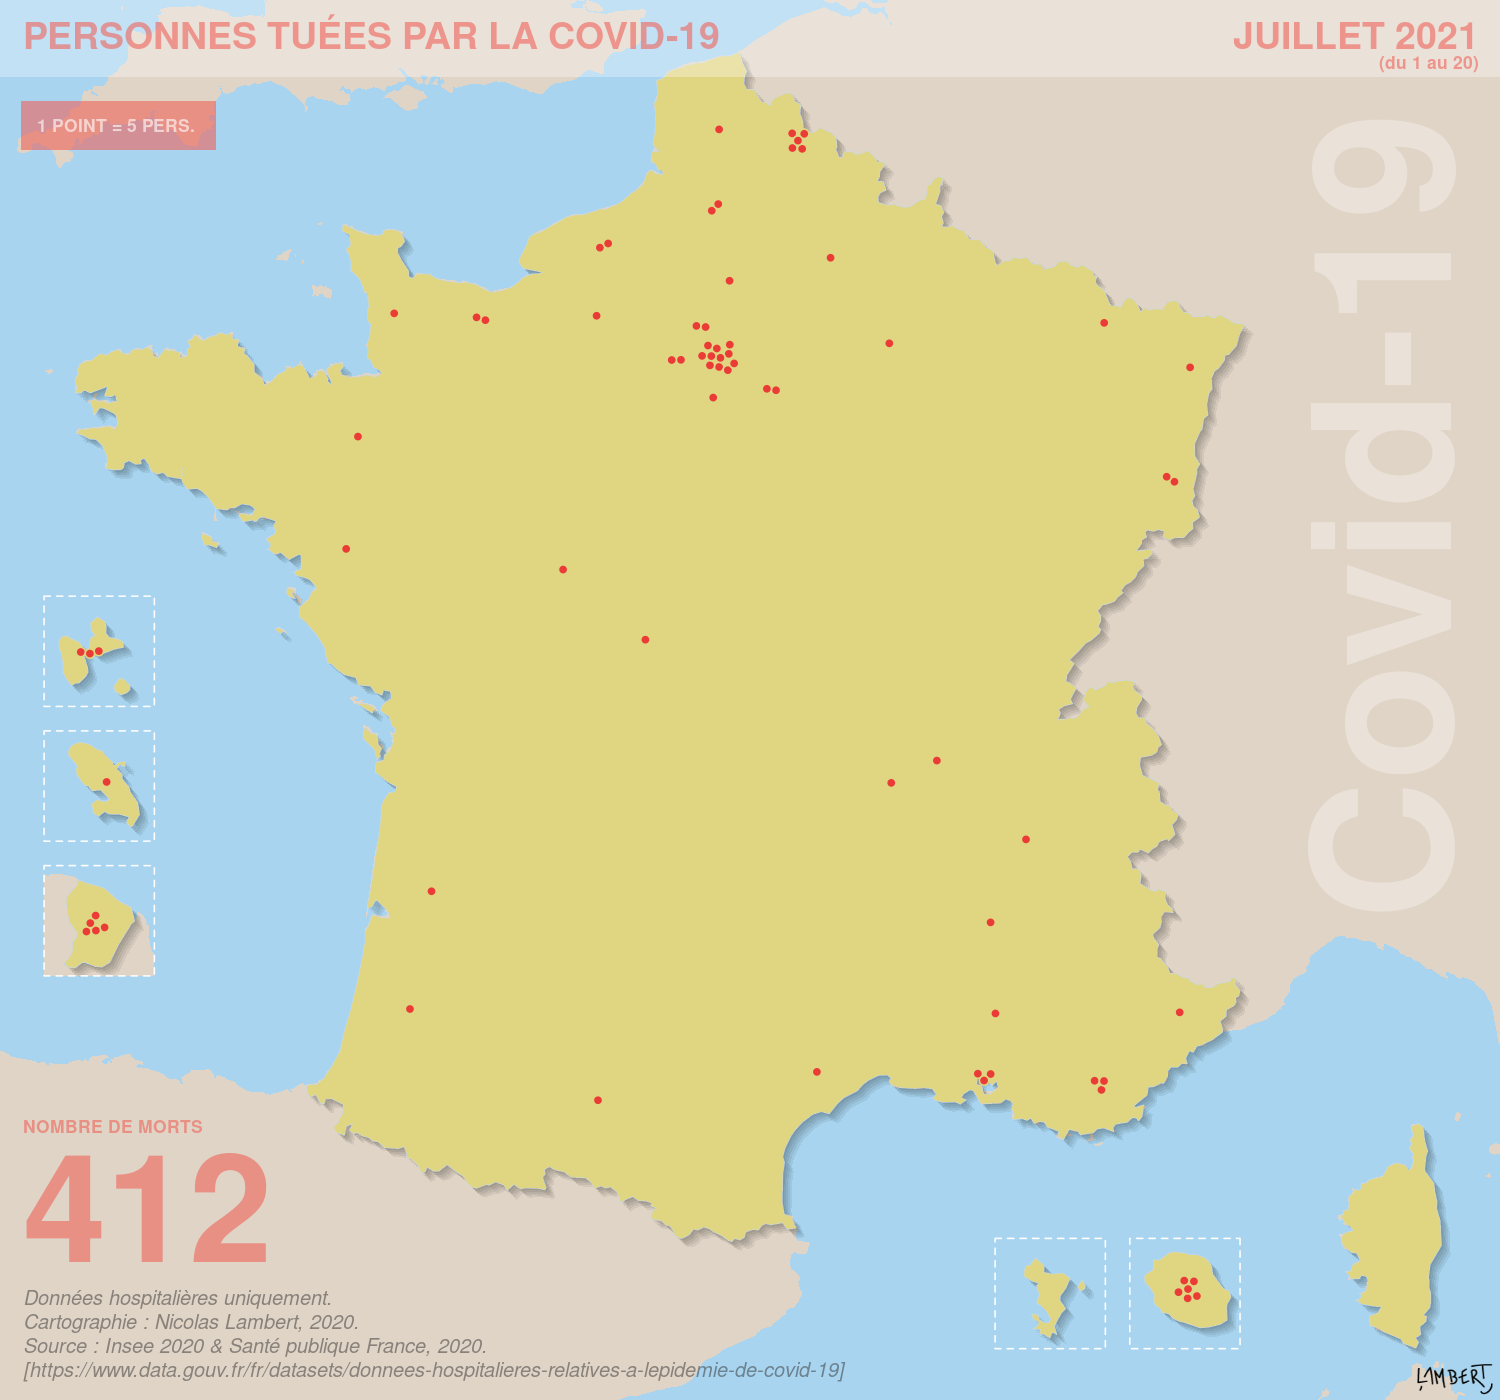 PERSONNES TUÉES PAR LA COVID-19
JUILLET 2021
(du 1 au 20)
1 POINT = 5 PERS.
Covid-19
NOMBRE DE MORTS
412
Données hospitalières uniquement.
Cartographie : Nicolas Lambert, 2020.
Source : Insee 2020 & Santé publique France, 2020.
[https://www.data.gouv.fr/fr/datasets/donnees-hospitalieres-relatives-a-lepidemie-de-covid-19]
LAMBERT